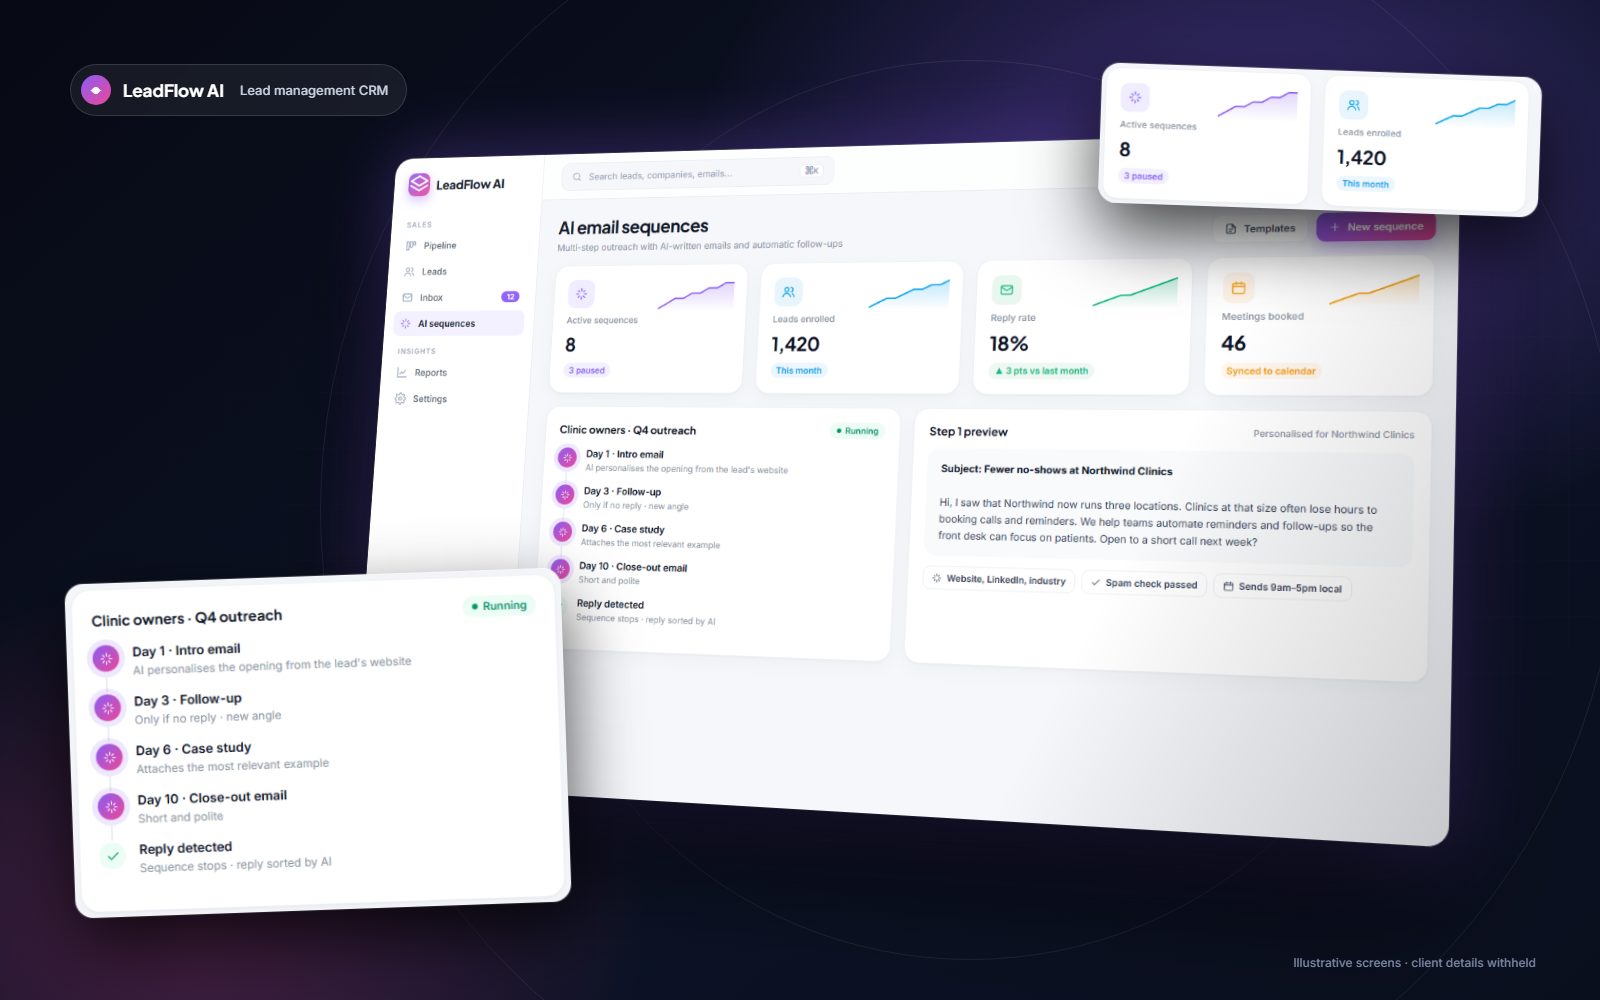 LeadFlow AI Lead management CRM
Active sequences
8
3 paused
Leads enrolled
1,420
This month
LeadFlow AI
Search leads, companies, emails...
⌘K
SALES
Pipeline
Leads
Inbox 12
AI sequences
INSIGHTS
Reports
Settings
AI email sequences
Multi-step outreach with AI-written emails and automatic follow-ups
Templates
+ New sequence
Active sequences
8
3 paused
Leads enrolled
1,420
This month
Reply rate
18%
▲ 3 pts vs last month
Meetings booked
46
Synced to calendar
Clinic owners · Q4 outreach
Running
Day 1 · Intro email
AI personalises the opening from the lead's website
Day 3 · Follow-up
Only if no reply · new angle
Day 6 · Case study
Attaches the most relevant example
Day 10 · Close-out email
Short and polite
Reply detected
Sequence stops · reply sorted by AI
Step 1 preview
Personalised for Northwind Clinics
Subject: Fewer no-shows at Northwind Clinics
Hi, I saw that Northwind now runs three locations. Clinics at that size often lose hours to
booking calls and reminders. We help teams automate reminders and follow-ups so the
front desk can focus on patients. Open to a short call next week?
Website, LinkedIn, industry
Spam check passed
Sends 9am–5pm local
Clinic owners · Q4 outreach
Running
Day 1 · Intro email
AI personalises the opening from the lead's website
Day 3 · Follow-up
Only if no reply · new angle
Day 6 · Case study
Attaches the most relevant example
Day 10 · Close-out email
Short and polite
Reply detected
Sequence stops · reply sorted by AI
Illustrative screens · client details withheld